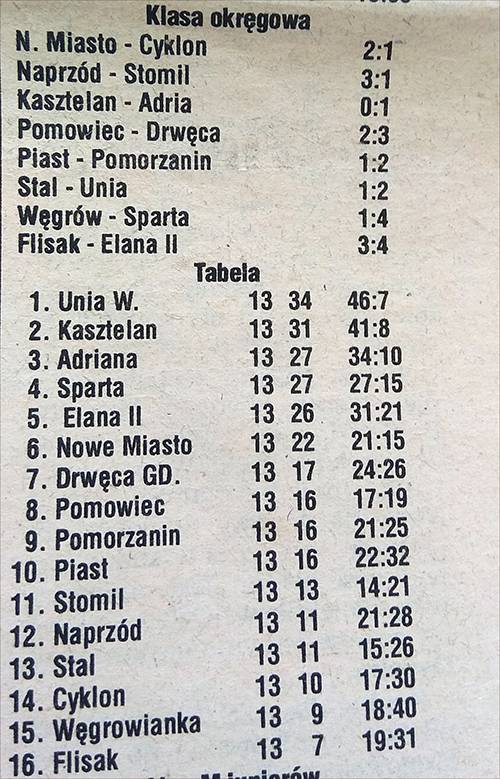 Klasa okręgowa
N. Miasto - Cyklon 2:1
Naprzód - Stomil 3:1
Kasztelan - Adria 0:1
Pomowiec - Drwęca 2:3
Piast - Pomorzanin 1:2
Stal - Unia 1:2
Węgrów - Sparta 1:4
Flisak - Elana II 3:4
Tabela
1. Unia W. 13 34 46:7
2. Kasztelan 13 31 41:8
3. Adriana 13 27 34:10
4. Sparta 13 27 27:15
5. Elana II 13 26 31:21
6. Nowe Miasto 13 22 21:15
7. Drwęca GD. 13 17 24:26
8. Pomowiec 13 16 17:19
9. Pomorzanin 13 16 21:25
10. Piast 13 16 22:32
11. Stomil 13 13 14:21
12. Naprzód 13 11 21:28
13. Stal 13 11 15:26
14. Cyklon 13 10 17:30
15. Węgrowianka 13 9 18:40
16. Flisak 13 7 19:31